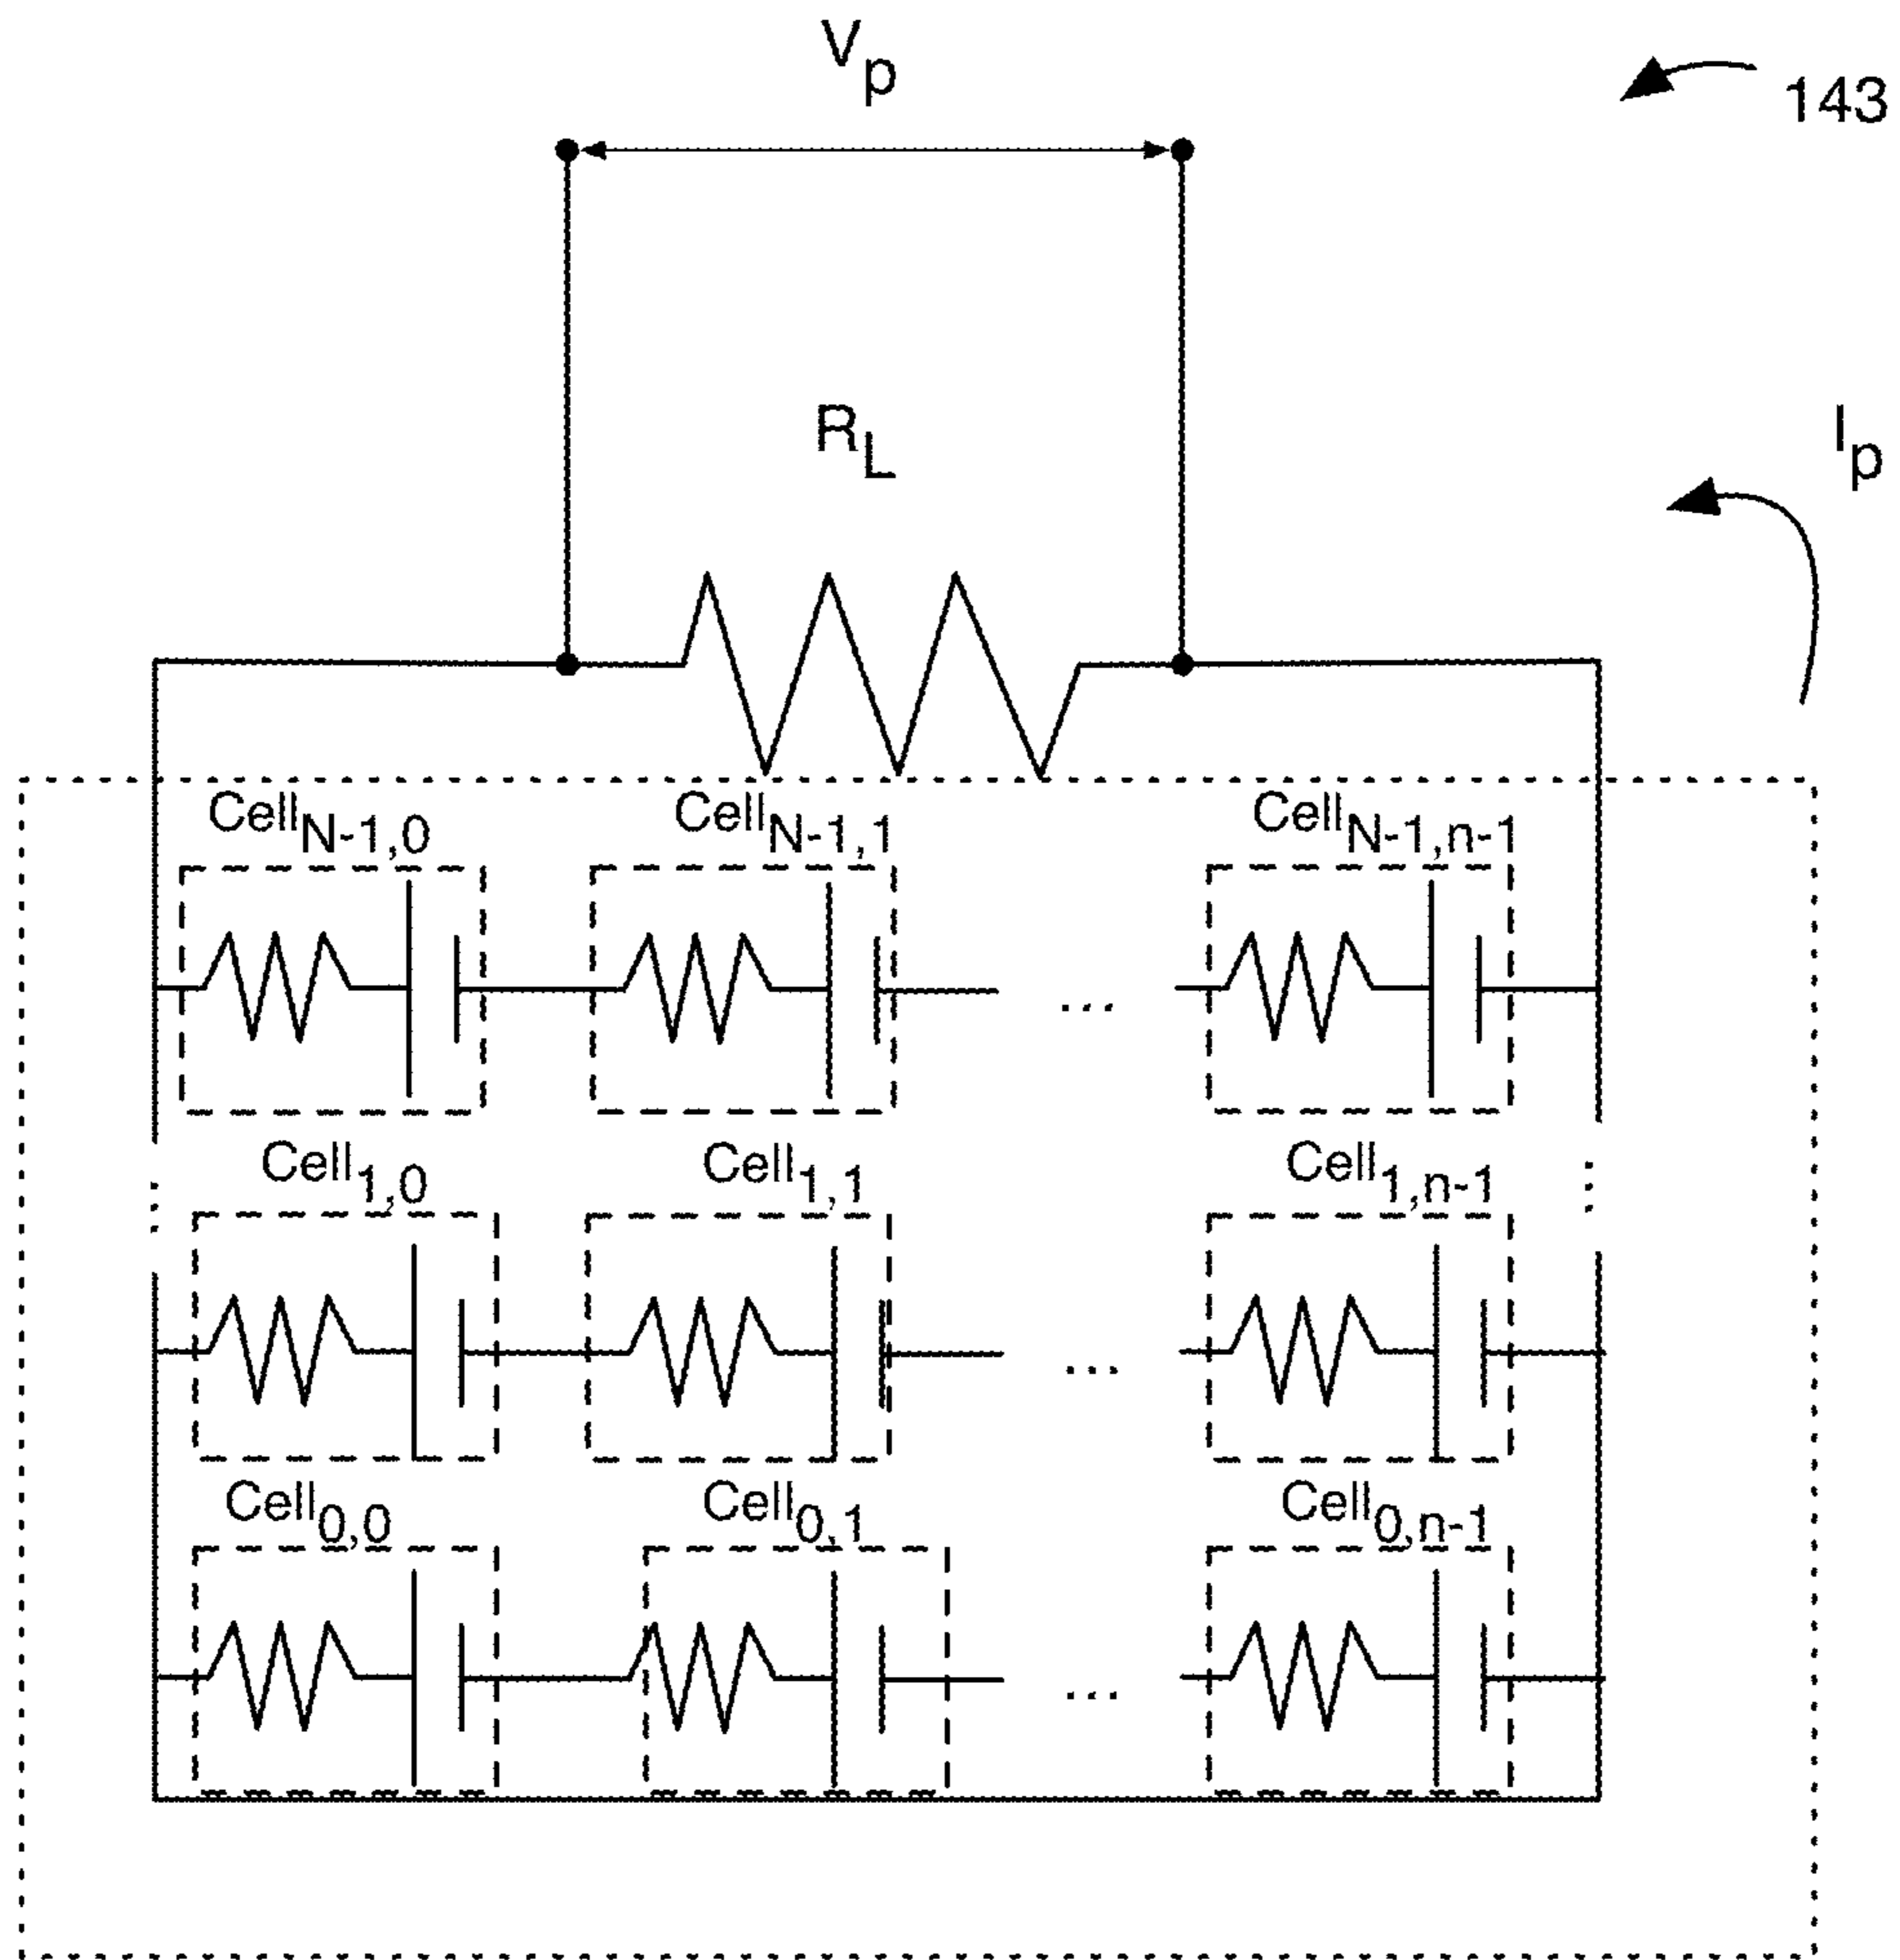 Vp
143
RL
Ip
CellN-1,0 CellN-1,1 CellN-1,n-1
...
Cell1,0 Cell1,1 Cell1,n-1
...
Cell0,0 Cell0,1 Cell0,n-1
...